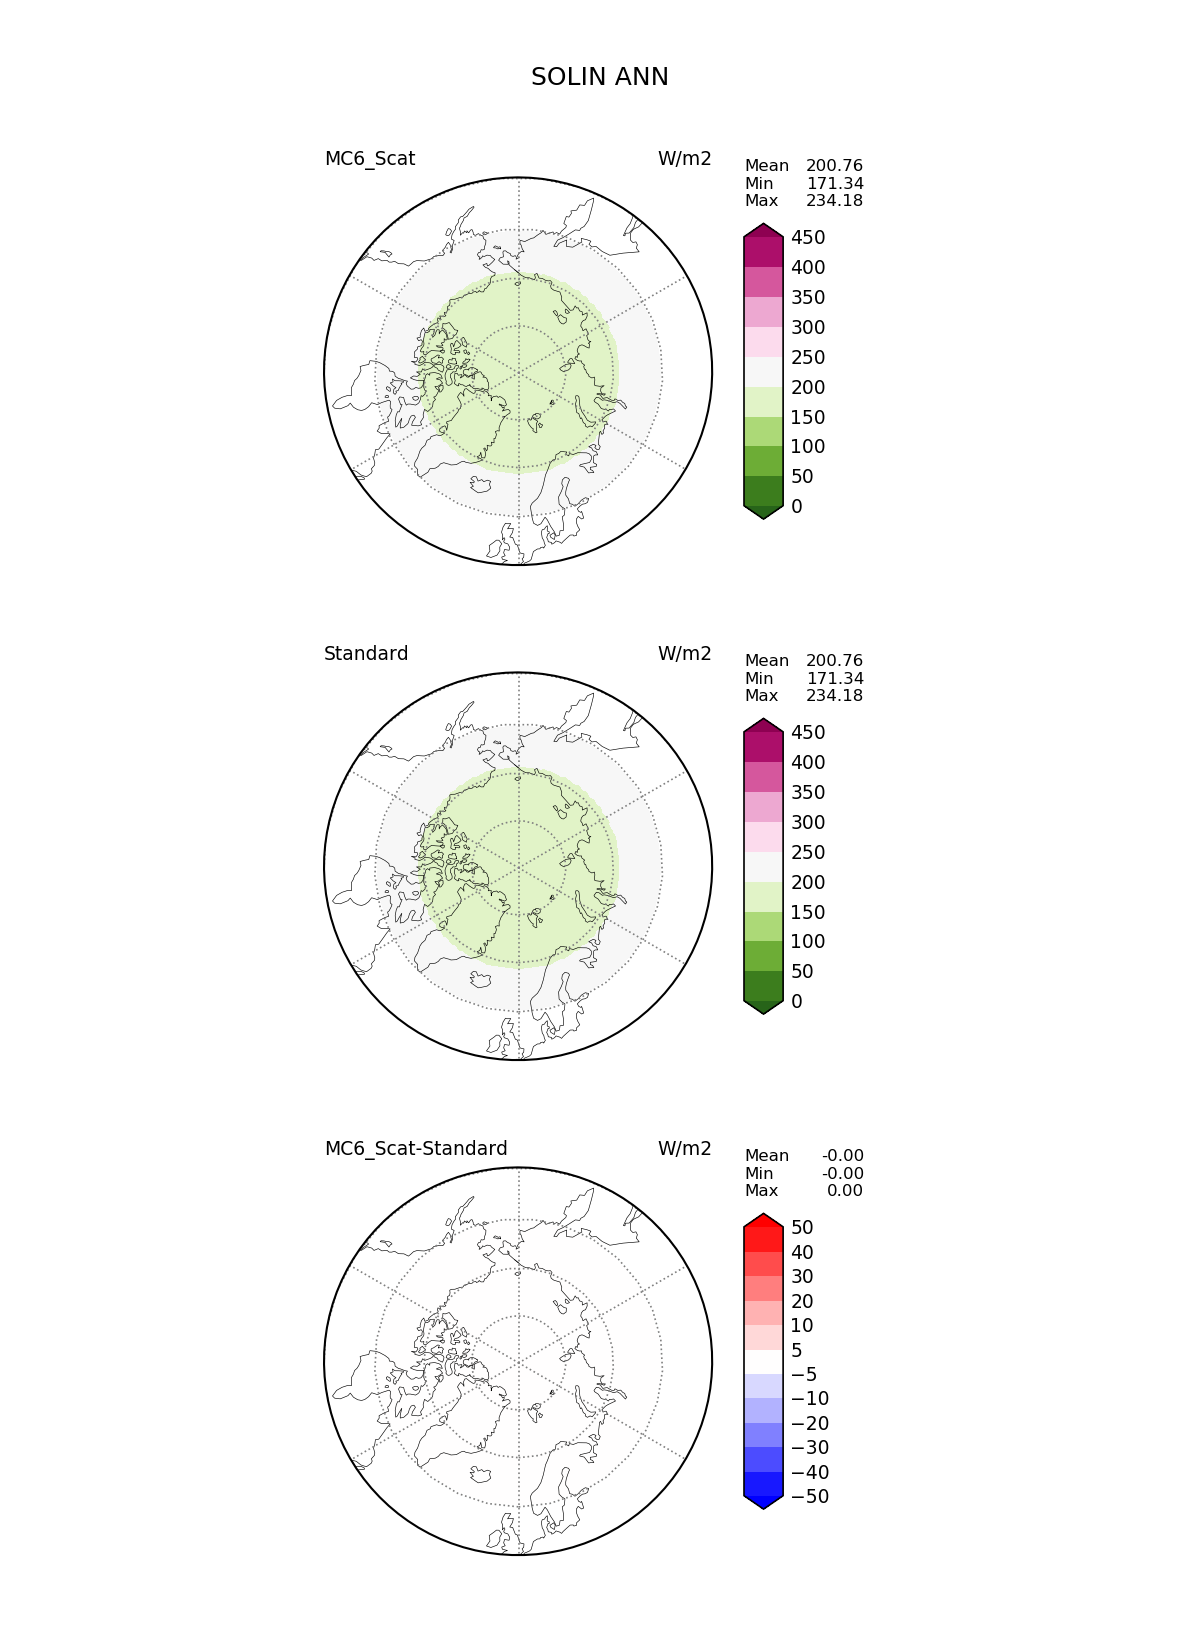 SOLIN ANN
MC6_Scat W/m2
Mean 200.76
Min 171.34
Max 234.18
450
400
350
300
250
200
150
100
50
0
Standard W/m2
Mean 200.76
Min 171.34
Max 234.18
450
400
350
300
250
200
150
100
50
0
MC6_Scat-Standard W/m2
Mean -0.00
Min -0.00
Max 0.00
50
40
30
20
10
5
−5
−10
−20
−30
−40
−50